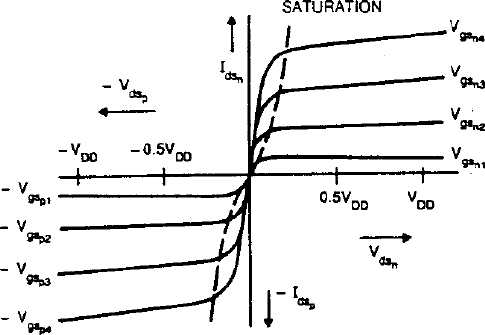 SATURATION
V_gsn4
I_dsn
V_gsn3
- V_dsp
V_gsn2
- V_DD
-0.5V_DD
V_gsn1
- V_gsp1
0.5V_DD
V_DD
- V_gsp2
V_dsn
- V_gsp3
- I_dsp
- V_gsp4